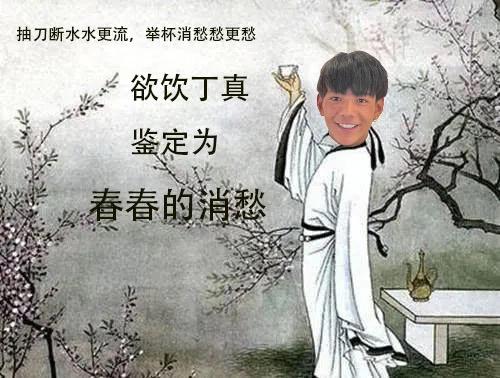 抽刀断水水更流，举杯消愁愁更愁
欲饮丁真
鉴定为
春春的消愁